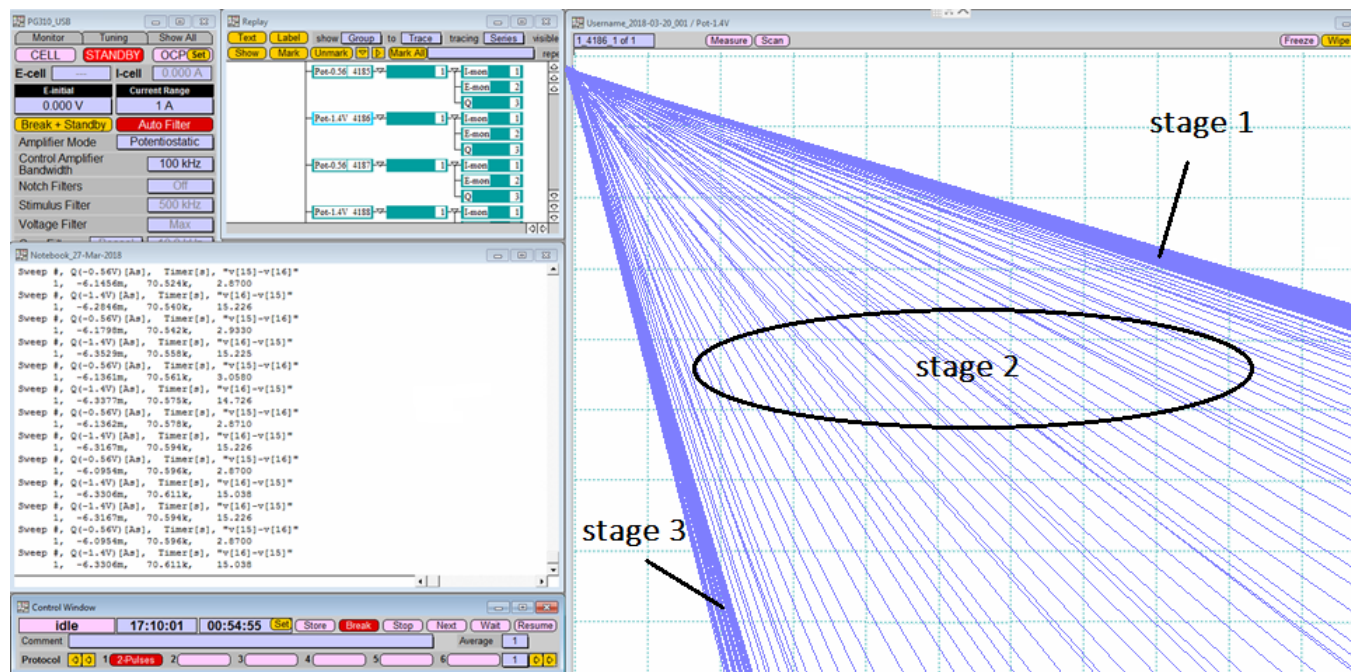 PG310_USB
Monitor Tuning Show All
CELL STANDBY OCP Set
E-cell --- I-cell 0.000 A
E-initial Current Range
0.000 V 1 A
Break + Standby Auto Filter
Amplifier Mode Potentiostatic
Control Amplifier
Bandwidth 100 kHz
Notch Filters Off
Stimulus Filter 500 kHz
Voltage Filter Max
Replay
Text Label show Group to Trace tracing Series visible
Show Mark Unmark Mark All
Pot-0.56 4185 1 I-mon 1
E-mon 2
Q 3
Pot-1.4V 4186 1 I-mon 1
E-mon 2
Q 3
Pot-0.56 4187 1 I-mon 1
E-mon 2
Q 3
Pot-1.4V 4188 1 I-mon 1
Notebook_27-Mar-2018
Sweep #, Q(-0.56V)[As], Timer[s], "v[15]-v[16]"
1, -6.1456m, 70.524k, 2.8700
Sweep #, Q(-1.4V)[As], Timer[s], "v[16]-v[15]"
1, -6.2846m, 70.540k, 15.226
Sweep #, Q(-0.56V)[As], Timer[s], "v[15]-v[16]"
1, -6.1798m, 70.542k, 2.9330
Sweep #, Q(-1.4V)[As], Timer[s], "v[16]-v[15]"
1, -6.3529m, 70.558k, 15.225
Sweep #, Q(-0.56V)[As], Timer[s], "v[15]-v[16]"
1, -6.1361m, 70.561k, 3.0580
Sweep #, Q(-1.4V)[As], Timer[s], "v[16]-v[15]"
1, -6.3377m, 70.575k, 14.726
Sweep #, Q(-0.56V)[As], Timer[s], "v[15]-v[16]"
1, -6.1362m, 70.578k, 2.8710
Sweep #, Q(-1.4V)[As], Timer[s], "v[16]-v[15]"
1, -6.3167m, 70.594k, 15.226
Sweep #, Q(-0.56V)[As], Timer[s], "v[15]-v[16]"
1, -6.0954m, 70.596k, 2.8700
Sweep #, Q(-1.4V)[As], Timer[s], "v[16]-v[15]"
1, -6.3306m, 70.611k, 15.038
1, -6.3167m, 70.594k, 15.226
Sweep #, Q(-0.56V)[As], Timer[s], "v[15]-v[16]"
1, -6.0954m, 70.596k, 2.8700
Sweep #, Q(-1.4V)[As], Timer[s], "v[16]-v[15]"
1, -6.3306m, 70.611k, 15.038
Control Window
idle 17:10:01 00:54:55 Set Store Break Stop Next Wait Resume
Comment Average 1
Protocol 1 2-Pulses 2 3 4 5 6 1
Username_2018-03-20_001 / Pot-1.4V
1_4186_1 of 1 Measure Scan Freeze Wipe
stage 1
stage 2
stage 3